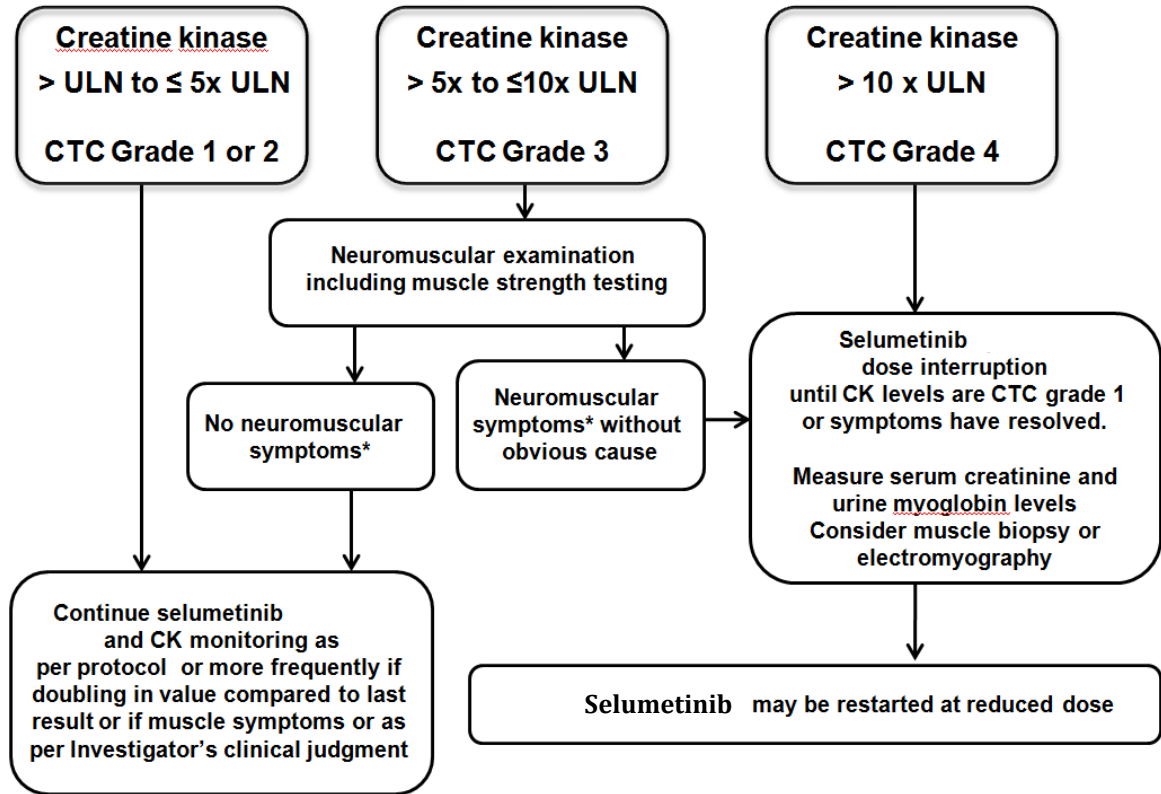 Creatine kinase
> ULN to ≤ 5x ULN
CTC Grade 1 or 2
Creatine kinase
> 5x to ≤10x ULN
CTC Grade 3
Creatine kinase
> 10 x ULN
CTC Grade 4
Neuromuscular examination
including muscle strength testing
No neuromuscular
symptoms*
Neuromuscular
symptoms* without
obvious cause
Selumetinib
dose interruption
until CK levels are CTC grade 1
or symptoms have resolved.
Measure serum creatinine and
urine myoglobin levels
Consider muscle biopsy or
electromyography
Continue selumetinib
and CK monitoring as
per protocol or more frequently if
doubling in value compared to last
result or if muscle symptoms or as
per Investigator's clinical judgment
Selumetinib may be restarted at reduced dose